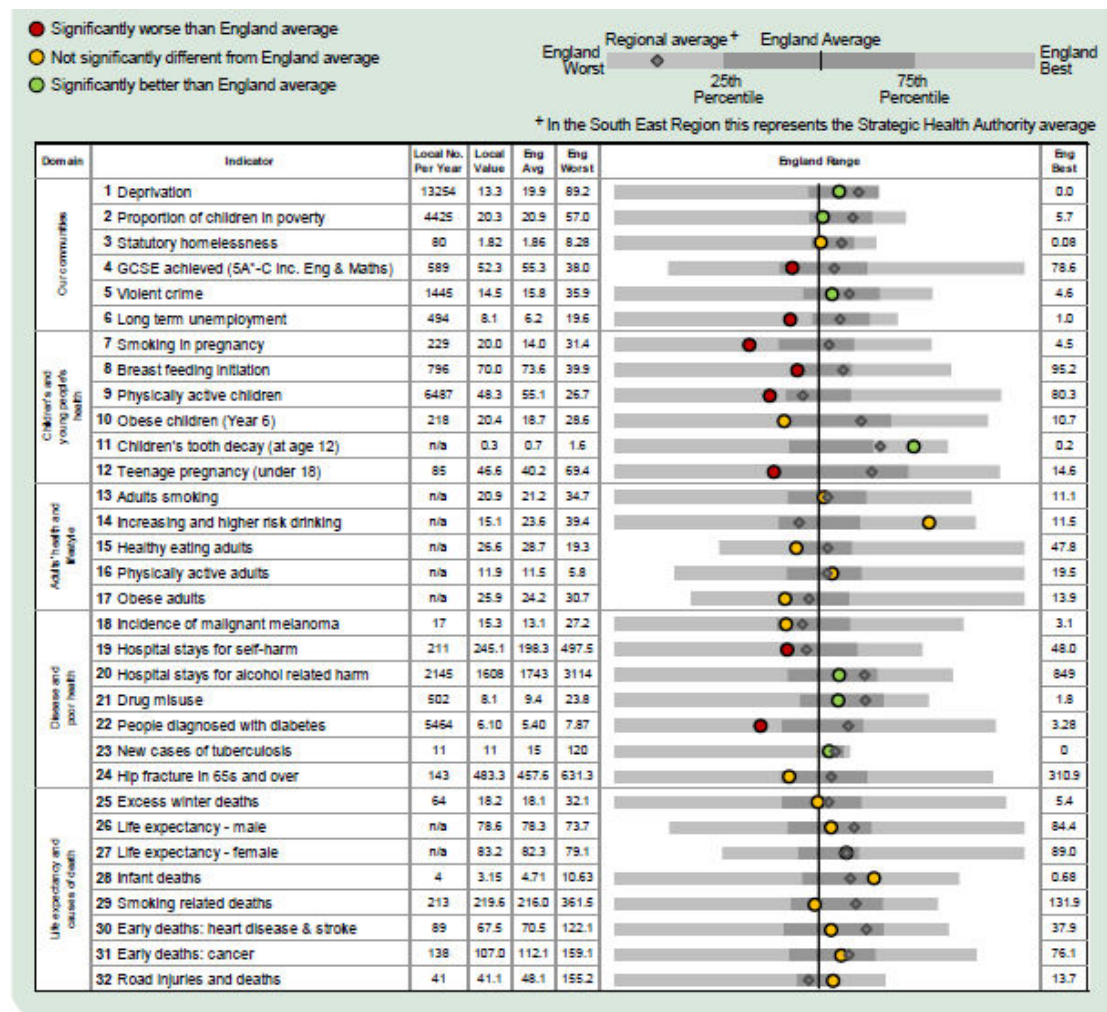 Significantly worse than England average
Not significantly different from England average
Significantly better than England average
Regional average+ England Average
England Worst
England Best
25th Percentile
75th Percentile
+ In the South East Region this represents the Strategic Health Authority average
Domain Indicator Local No. Per Year Local Value Eng Avg Eng Worst England Range Eng Best
Our communities
1 Deprivation 13254 13.3 19.9 89.2 0.0
2 Proportion of children in poverty 4425 20.3 20.9 57.0 5.7
3 Statutory homelessness 80 1.82 1.86 8.28 0.08
4 GCSE achieved (5A*-C inc. Eng & Maths) 589 52.3 55.3 38.0 78.6
5 Violent crime 1445 14.5 15.8 35.9 4.6
6 Long term unemployment 494 8.1 6.2 19.6 1.0
Children's and young people's health
7 Smoking in pregnancy 229 20.0 14.0 31.4 4.5
8 Breast feeding initiation 796 70.0 73.6 39.9 95.2
9 Physically active children 6487 48.3 55.1 26.7 80.3
10 Obese children (Year 6) 218 20.4 18.7 28.6 10.7
11 Children's tooth decay (at age 12) n/a 0.3 0.7 1.6 0.2
12 Teenage pregnancy (under 18) 85 46.6 40.2 69.4 14.6
Adults' health and lifestyle
13 Adults smoking n/a 20.9 21.2 34.7 11.1
14 Increasing and higher risk drinking n/a 15.1 23.6 39.4 11.5
15 Healthy eating adults n/a 26.6 28.7 19.3 47.8
16 Physically active adults n/a 11.9 11.5 5.8 19.5
17 Obese adults n/a 25.9 24.2 30.7 13.9
Disease and poor health
18 Incidence of malignant melanoma 17 15.3 13.1 27.2 3.1
19 Hospital stays for self-harm 211 245.1 198.3 497.5 48.0
20 Hospital stays for alcohol related harm 2145 1608 1743 3114 849
21 Drug misuse 502 8.1 9.4 23.8 1.8
22 People diagnosed with diabetes 5464 6.10 5.40 7.87 3.28
23 New cases of tuberculosis 11 11 15 120 0
24 Hip fracture in 65s and over 143 483.3 457.6 631.3 310.9
Life expectancy and causes of death
25 Excess winter deaths 64 18.2 18.1 32.1 5.4
26 Life expectancy - male n/a 78.6 78.3 73.7 84.4
27 Life expectancy - female n/a 83.2 82.3 79.1 89.0
28 Infant deaths 4 3.15 4.71 10.63 0.68
29 Smoking related deaths 213 219.6 216.0 361.5 131.9
30 Early deaths: heart disease & stroke 89 67.5 70.5 122.1 37.9
31 Early deaths: cancer 138 107.0 112.1 159.1 76.1
32 Road injuries and deaths 41 41.1 48.1 155.2 13.7